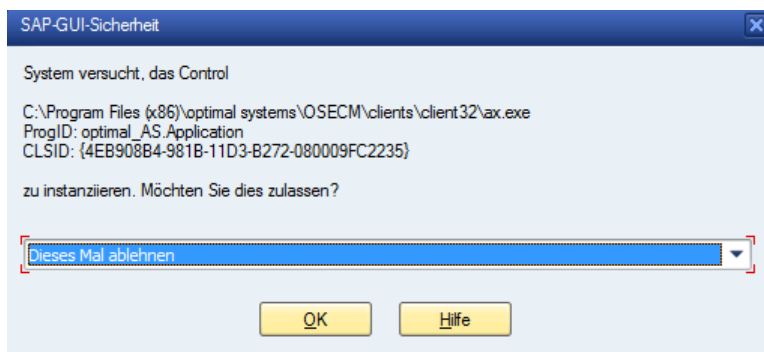 SAP-GUI-Sicherheit
System versucht, das Control
C:\Program Files (x86)\optimal systems\OSECM\clients\client32\ax.exe
ProgID: optimal_AS.Application
CLSID: {4EB908B4-981B-11D3-B272-080009FC2235}
zu instanziieren. Möchten Sie dies zulassen?
Dieses Mal ablehnen
OK Hilfe